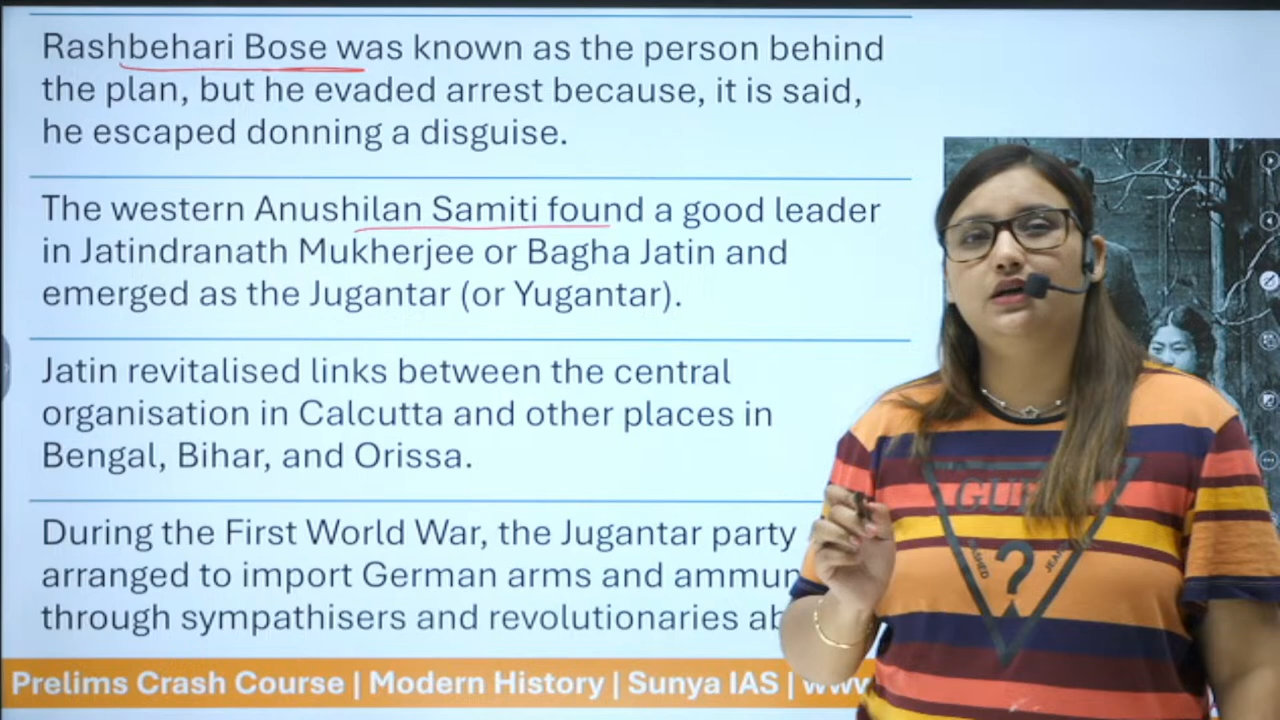 Rashbehari Bose was known as the person behind
the plan, but he evaded arrest because, it is said,
he escaped donning a disguise.
The western Anushilan Samiti found a good leader
in Jatindranath Mukherjee or Bagha Jatin and
emerged as the Jugantar (or Yugantar).
Jatin revitalised links between the central
organisation in Calcutta and other places in
Bengal, Bihar, and Orissa.
During the First World War, the Jugantar party
arranged to import German arms and
through sympathisers and revolutionaries
Prelims Crash Course | Modern History | Sunya IAS | www
?